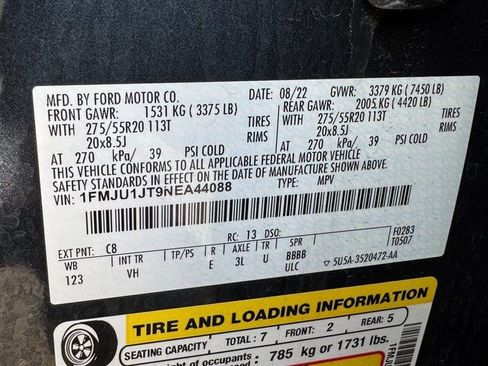 MFD. BY FORD MOTOR CO.
DATE: 08/22 GVWR: 3379 KG ( 7450 LB)
FRONT GAWR: 1531 KG ( 3375 LB)
REAR GAWR: 2005 KG ( 4420 LB)
WITH 275/55R20 113T TIRES
WITH 275/55R20 113T TIRES
20x8.5J RIMS
20x8.5J RIMS
AT 270 kPa/ 39 PSI COLD
AT 270 kPa/ 39 PSI COLD
THIS VEHICLE CONFORMS TO ALL APPLICABLE FEDERAL MOTOR VEHICLE
SAFETY STANDARDS IN EFFECT ON THE DATE OF MANUFACTURE SHOWN ABOVE.
VIN: 1FMJU1JT9NEA44088
TYPE: MPV
F0283
T0507
EXT PNT: C8 RC: 13 DSO:
WB INT TR TP/PS R AXLE TR SPR
123 VH E 3L U BBBB
ULC 5U5A-3520472-AA
TIRE AND LOADING INFORMATION
SEATING CAPACITY TOTAL: 7 FRONT: 2 REAR: 5
of occupants 785 kg or 1731 lbs.